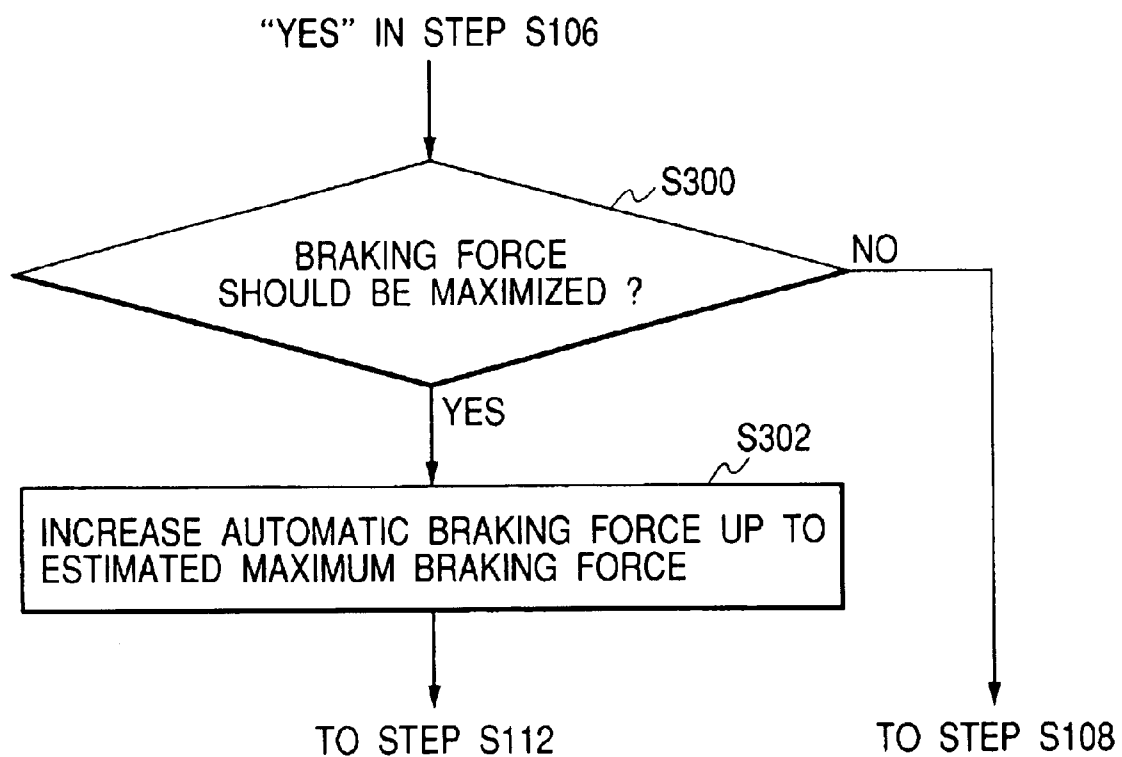 “YES” IN STEP S106
S300
BRAKING FORCE
SHOULD BE MAXIMIZED ?
NO
YES
S302
INCREASE AUTOMATIC BRAKING FORCE UP TO
ESTIMATED MAXIMUM BRAKING FORCE
TO STEP S112
TO STEP S108